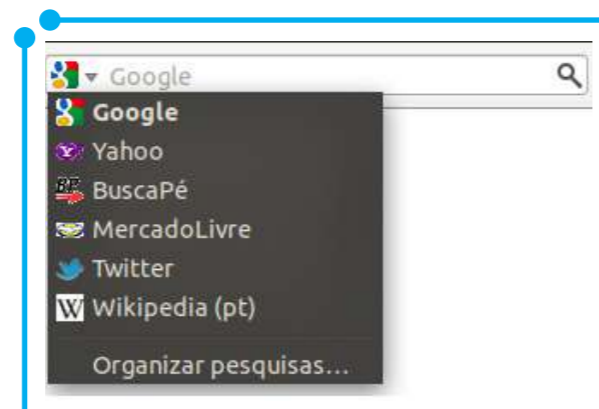 Google
Google
Yahoo
BuscaPé
MercadoLivre
Twitter
Wikipedia (pt)
Organizar pesquisas...